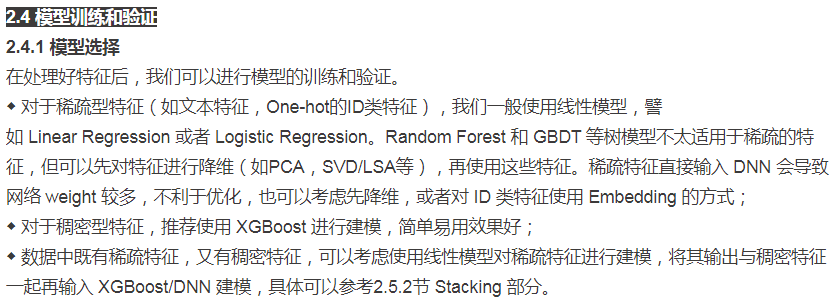 2.4 模型训练和验证
2.4.1 模型选择
在处理好特征后，我们可以进行模型的训练和验证。
◆ 对于稀疏型特征（如文本特征，One-hot的ID类特征），我们一般使用线性模型，譬
如 Linear Regression 或者 Logistic Regression。Random Forest 和 GBDT 等树模型不太适用于稀疏的特
征，但可以先对特征进行降维（如PCA，SVD/LSA等），再使用这些特征。稀疏特征直接输入 DNN 会导致
网络 weight 较多，不利于优化，也可以考虑先降维，或者对 ID 类特征使用 Embedding 的方式；
◆ 对于稠密型特征，推荐使用 XGBoost 进行建模，简单易用效果好；
◆ 数据中既有稀疏特征，又有稠密特征，可以考虑使用线性模型对稀疏特征进行建模，将其输出与稠密特征
一起再输入 XGBoost/DNN 建模，具体可以参考2.5.2节 Stacking 部分。